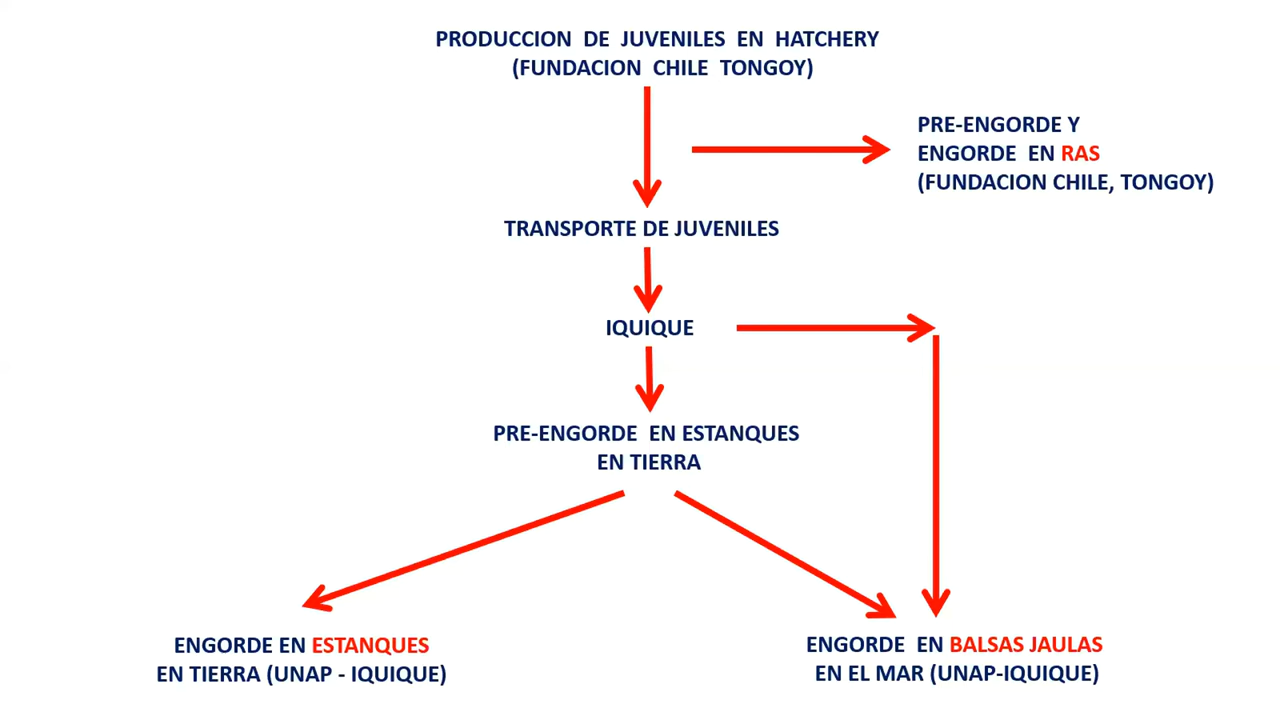 PRODUCCION DE JUVENILES EN HATCHERY
(FUNDACION CHILE TONGOY)
PRE-ENGORDE Y
ENGORDE EN RAS
(FUNDACION CHILE, TONGOY)
TRANSPORTE DE JUVENILES
IQUIQUE
PRE-ENGORDE EN ESTANQUES
EN TIERRA
ENGORDE EN ESTANQUES
EN TIERRA (UNAP - IQUIQUE)
ENGORDE EN BALSAS JAULAS
EN EL MAR (UNAP-IQUIQUE)